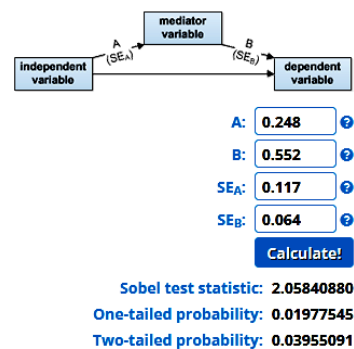 mediator
variable
A
(SEA)
B
(SEB)
independent
variable
dependent
variable
A: 0.248 ?
B: 0.552 ?
SEA: 0.117 ?
SEB: 0.064 ?
Calculate!
Sobel test statistic: 2.05840880
One-tailed probability: 0.01977545
Two-tailed probability: 0.03955091